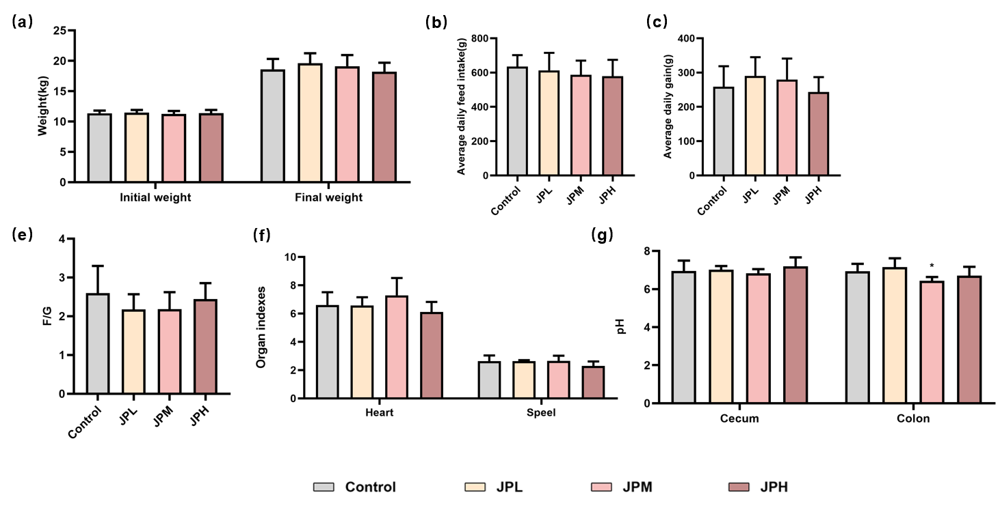 (a)
25
20
15
10
5
0
Weight(kg)
Initial weight
Final weight
(b)
800
600
400
200
0
Average daily feed intake(g)
Control
JPL
JPM
JPH
(c)
400
300
200
100
0
Average daily gain(g)
Control
JPL
JPM
JPH
(e)
4
3
2
1
0
F/G
Control
JPL
JPM
JPH
(f)
10
8
6
4
2
0
Organ indexes
Heart
Speel
(g)
8
6
4
2
0
pH
*
Cecum
Colon
Control
JPL
JPM
JPH